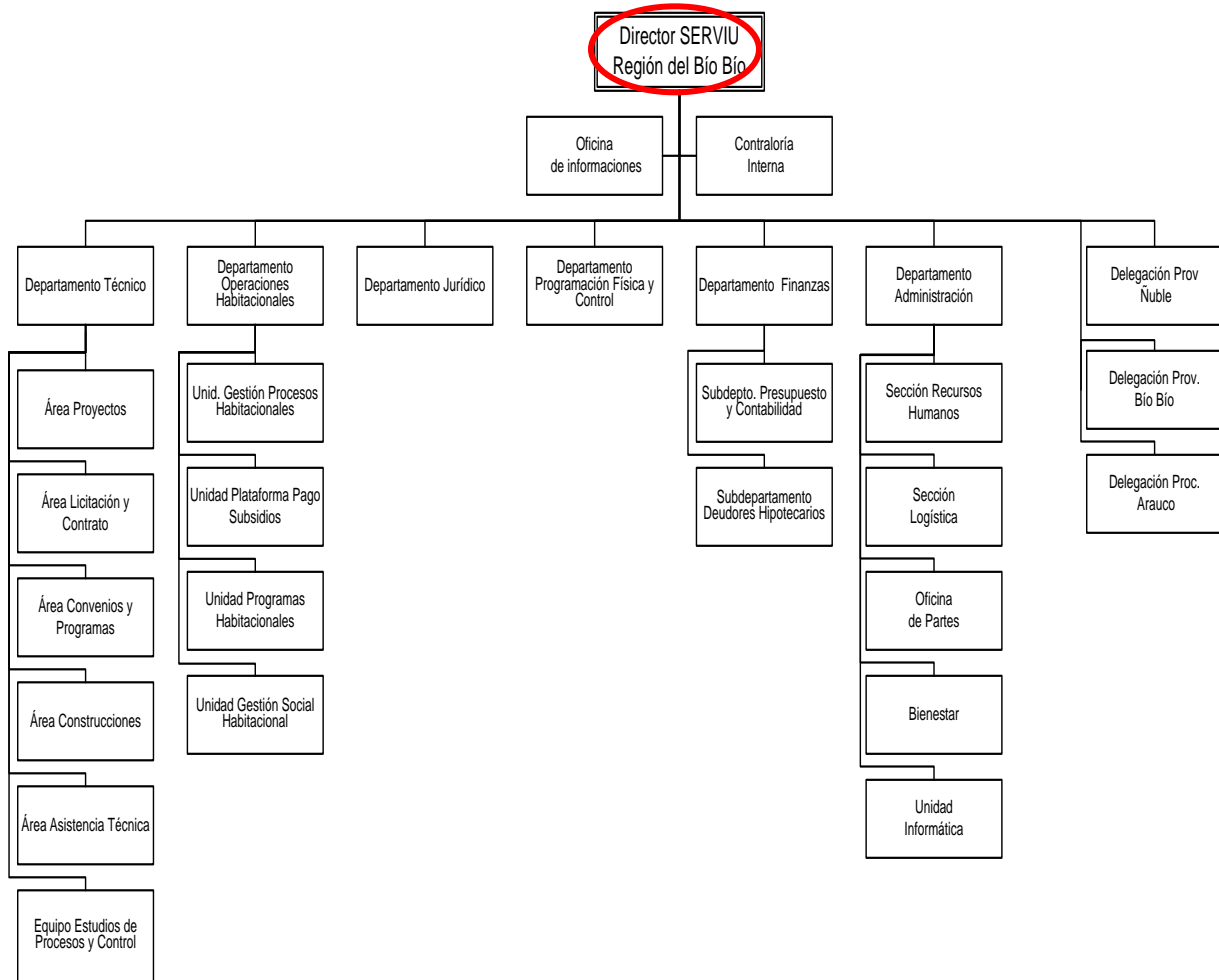 Director SERVIU
Región del Bío Bío
Oficina
de informaciones
Contraloría
Interna
Departamento Técnico
Departamento
Operaciones
Habitacionales
Departamento Jurídico
Departamento
Programación Física y
Control
Departamento Finanzas
Departamento
Administración
Delegación Prov
Ñuble
Área Proyectos
Unid. Gestión Procesos
Habitacionales
Subdepto. Presupuesto
y Contabilidad
Sección Recursos
Humanos
Delegación Prov.
Bío Bío
Área Licitación y
Contrato
Unidad Plataforma Pago
Subsidios
Subdepartamento
Deudores Hipotecarios
Sección
Logística
Delegación Proc.
Arauco
Área Convenios y
Programas
Unidad Programas
Habitacionales
Oficina
de Partes
Área Construcciones
Unidad Gestión Social
Habitacional
Bienestar
Área Asistencia Técnica
Unidad
Informática
Equipo Estudios de
Procesos y Control